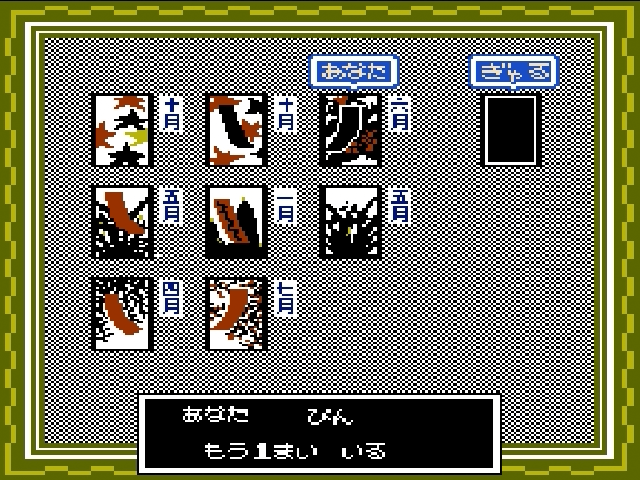 あなた ぎゃる
十月 十月 六月
五月 一月 五月
四月 七月
あなた ぴん
もう1まい いる